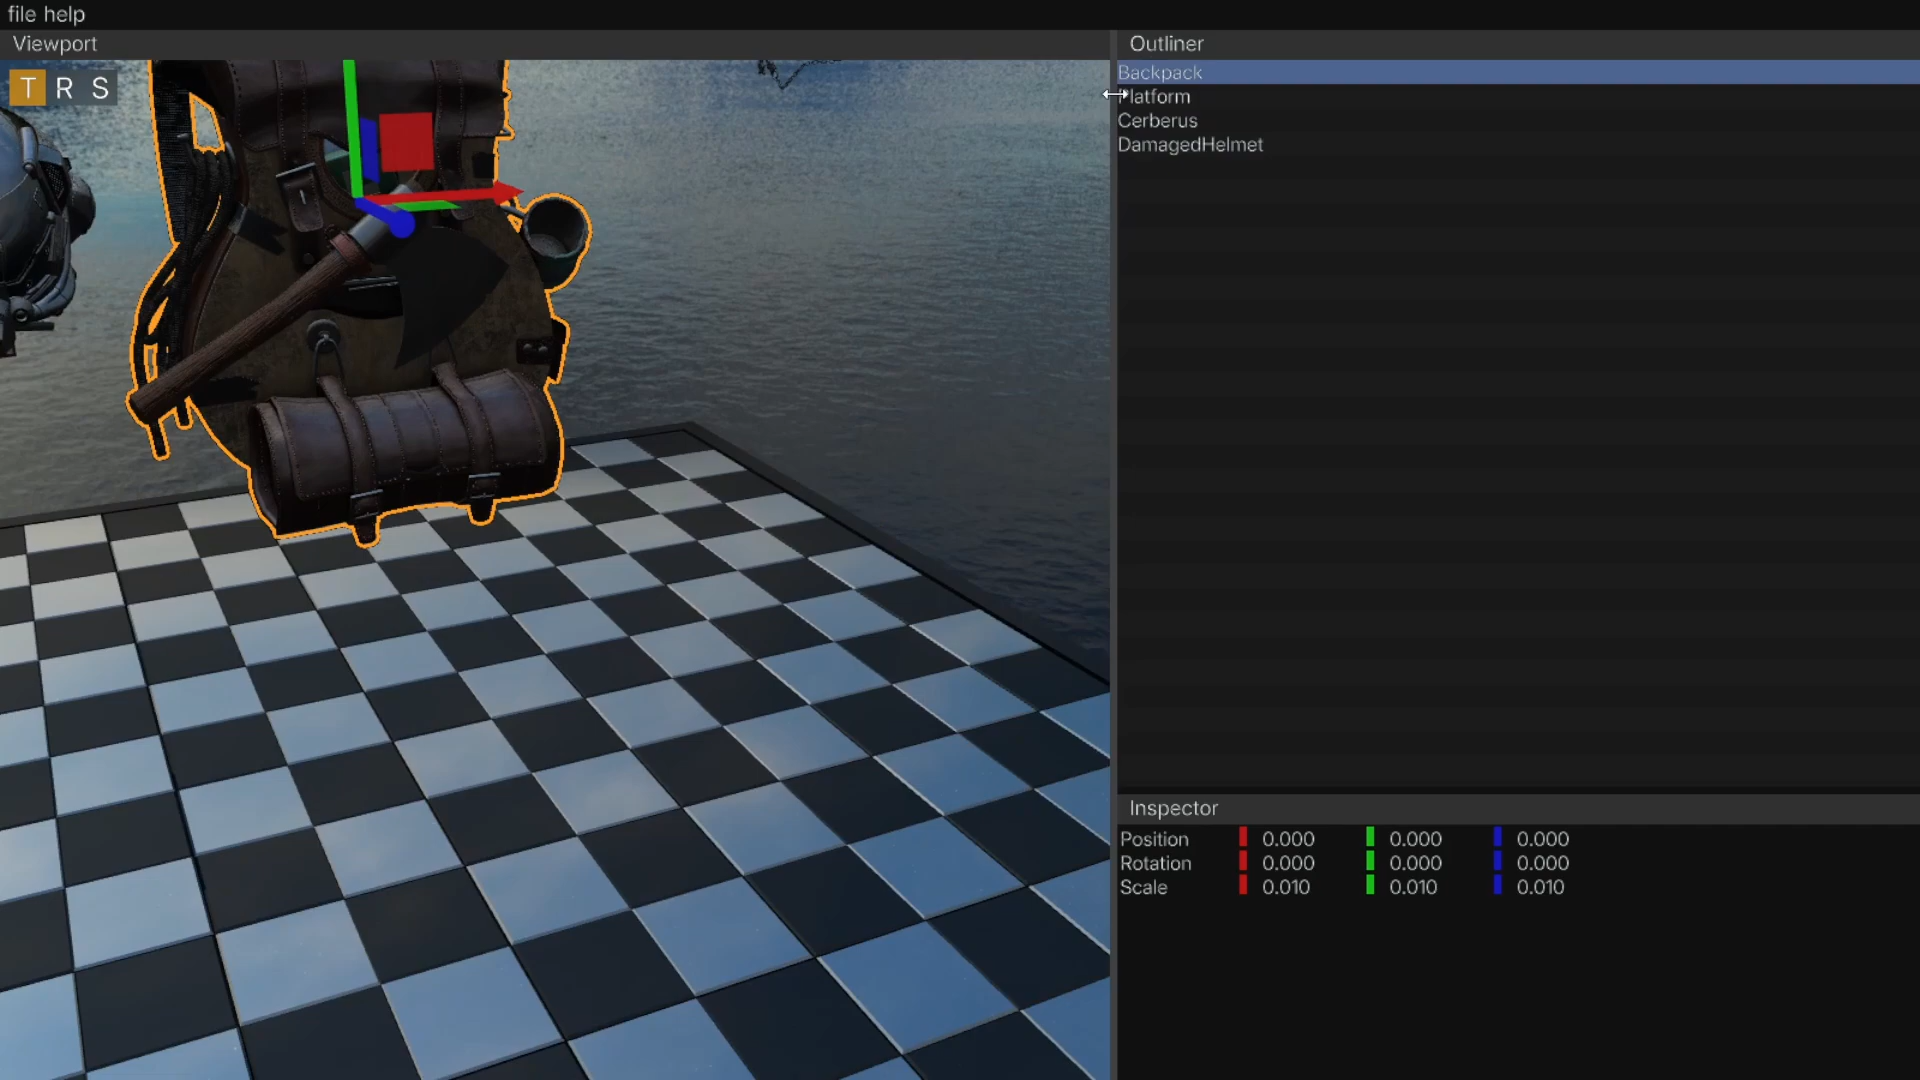 file help
Viewport
T R S
Outliner
Backpack
Platform
Cerberus
DamagedHelmet
Inspector
Position 0.000 0.000 0.000
Rotation 0.000 0.000 0.000
Scale 0.010 0.010 0.010